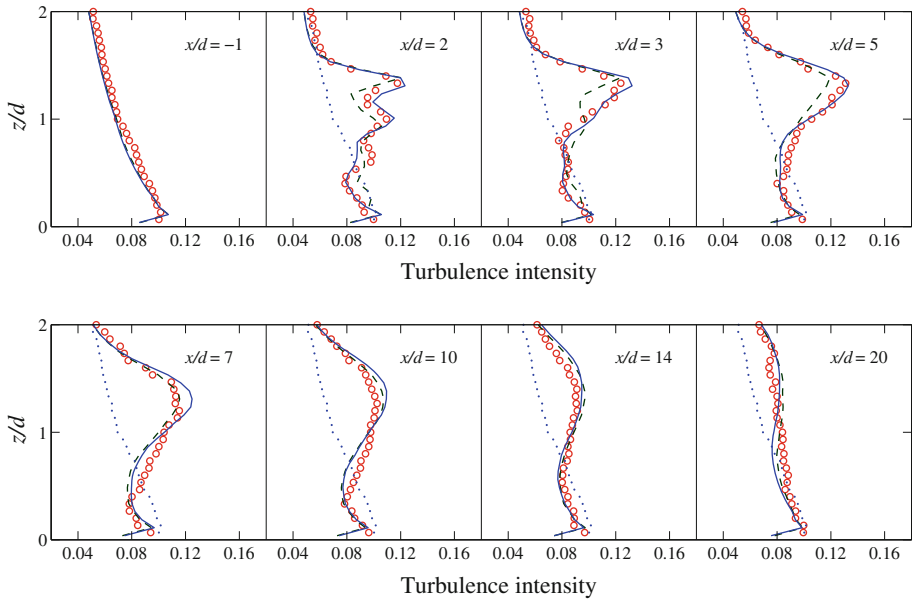 2
x/d = −1
x/d = 2
x/d = 3
x/d = 5
z/d
1
0
0.04 0.08 0.12 0.16 0.04 0.08 0.12 0.16 0.04 0.08 0.12 0.16 0.04 0.08 0.12 0.16
Turbulence intensity
2
x/d = 7
x/d = 10
x/d = 14
x/d = 20
z/d
1
0
0.04 0.08 0.12 0.16 0.04 0.08 0.12 0.16 0.04 0.08 0.12 0.16 0.04 0.08 0.12 0.16
Turbulence intensity